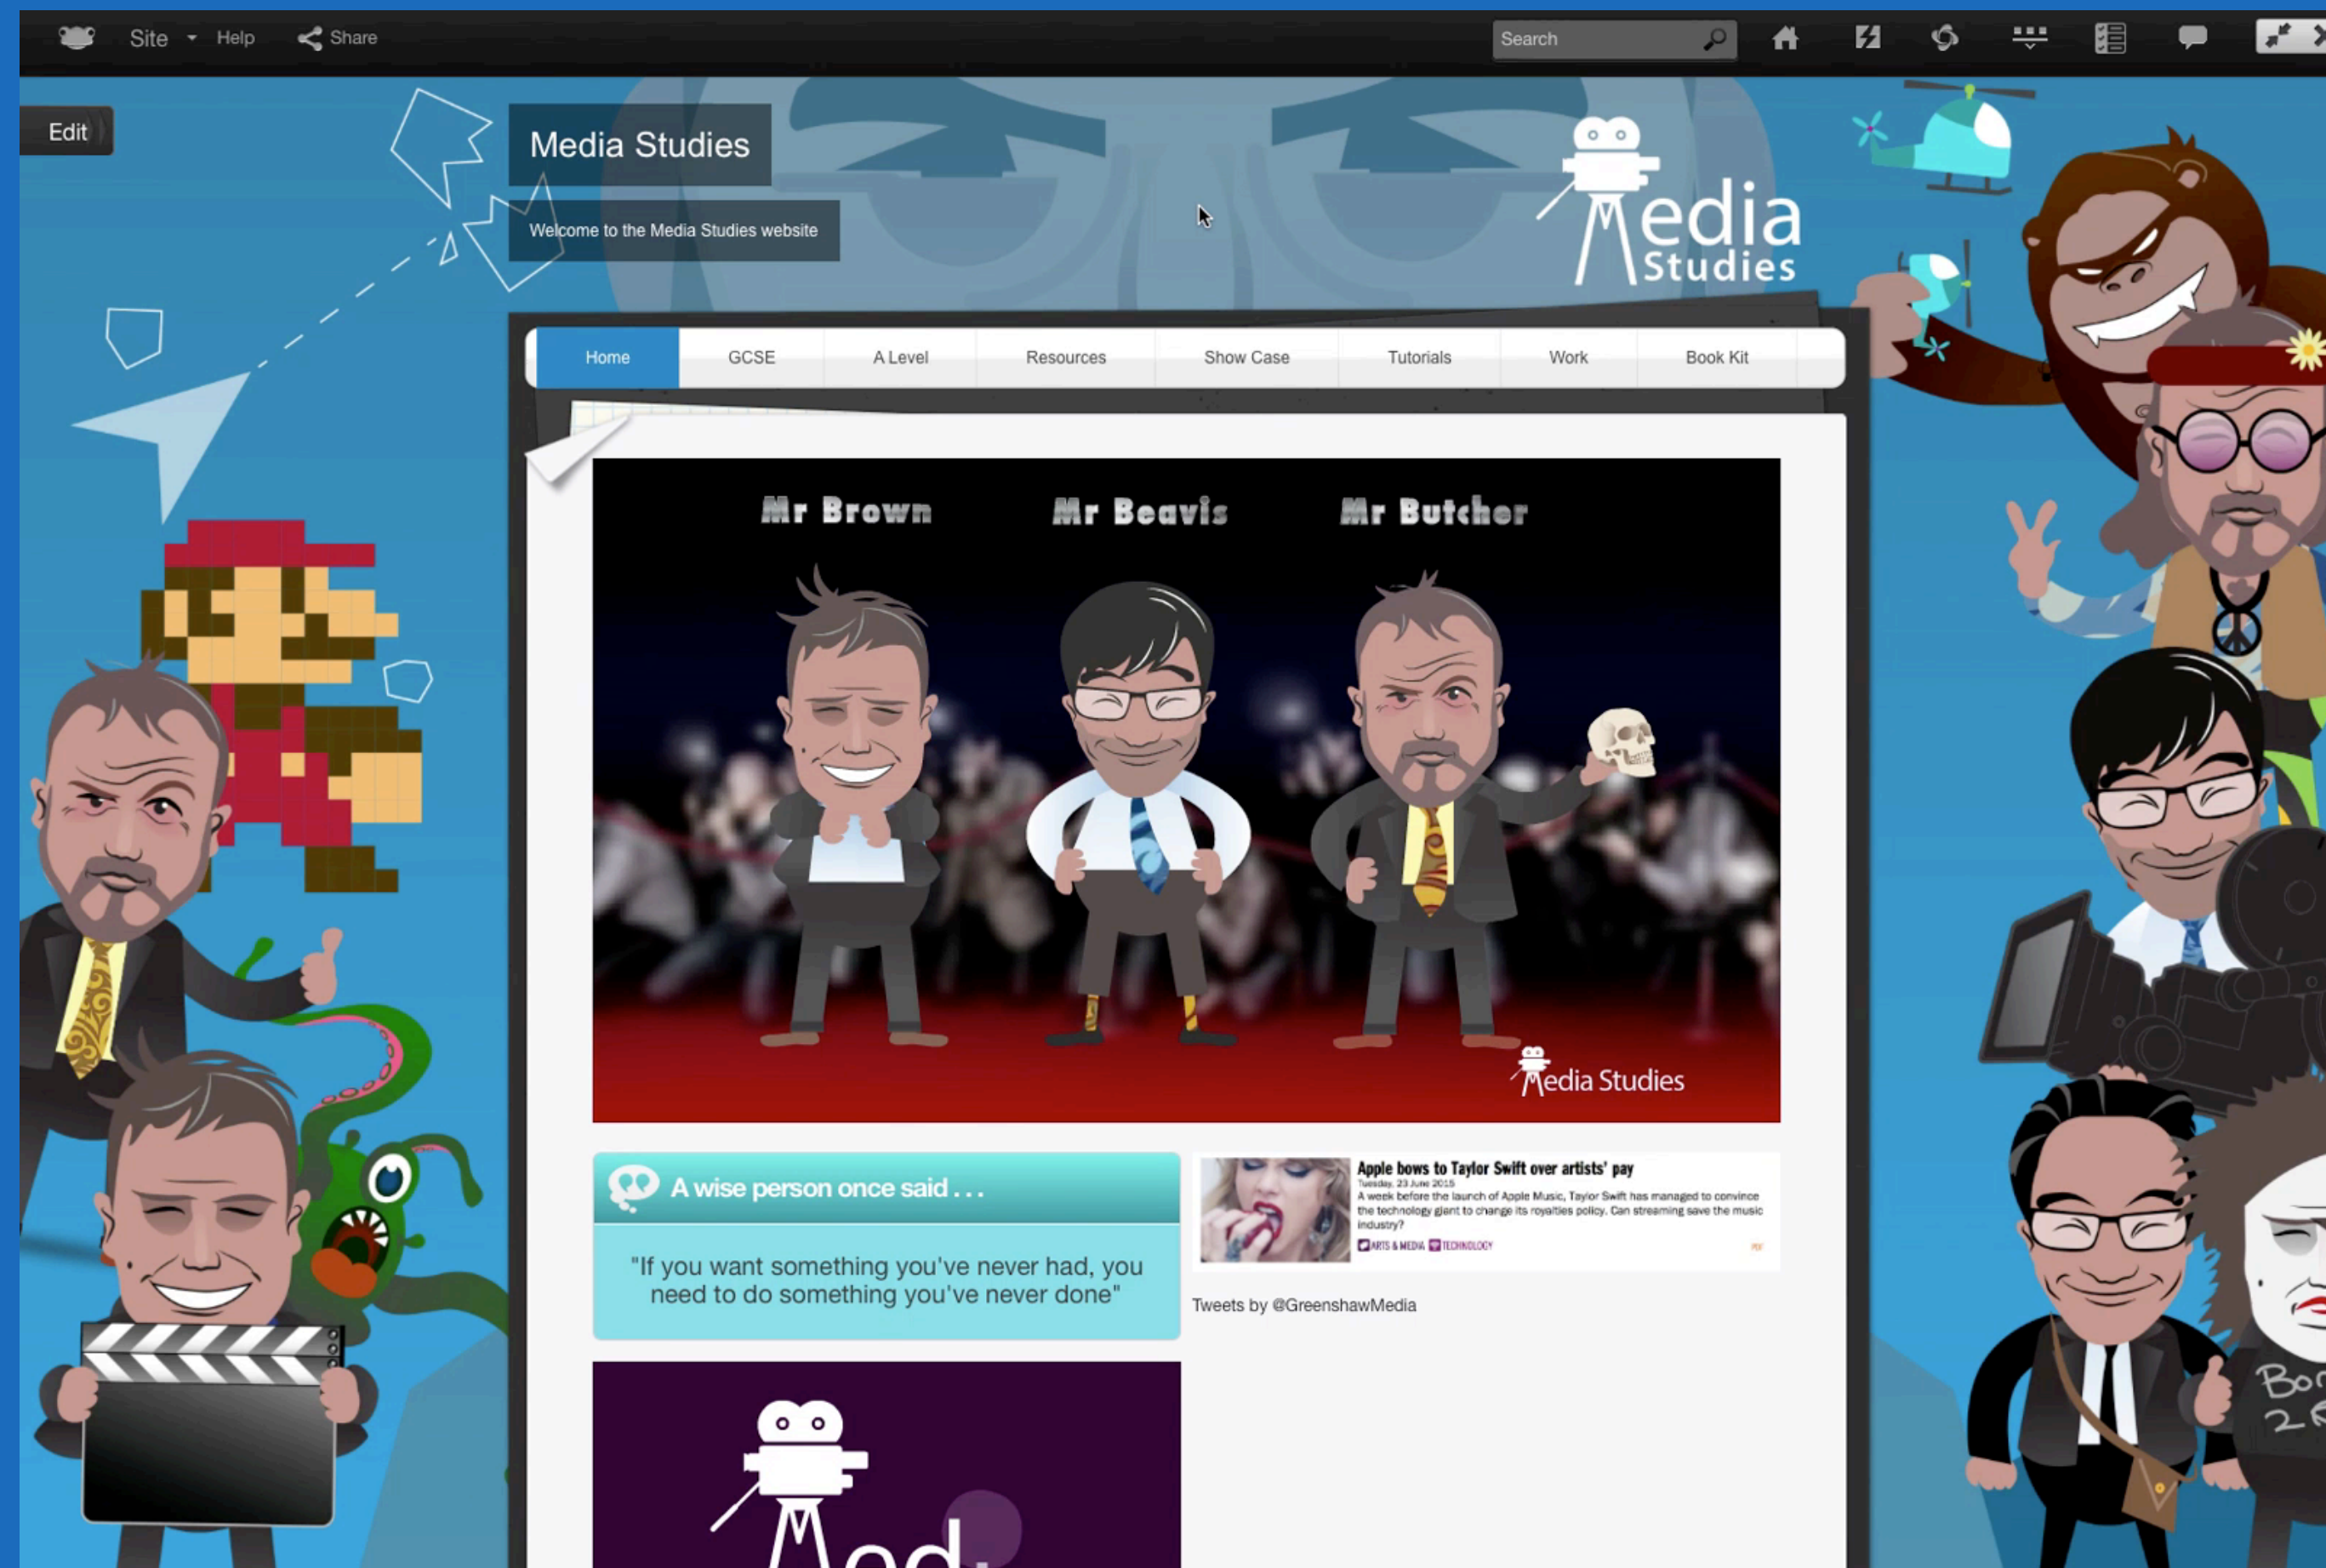 Site Help Share Search
Edit
Media Studies
Welcome to the Media Studies website
Media
Studies
Home GCSE A Level Resources Show Case Tutorials Work Book Kit
Mr Brown Mr Beavis Mr Butcher
Media Studies
A wise person once said . . .
"If you want something you've never had, you
need to do something you've never done"
Apple bows to Taylor Swift over artists' pay
Tuesday, 23 June 2015
A week before the launch of Apple Music, Taylor Swift has managed to convince
the technology giant to change its royalties policy. Can streaming save the music
industry?
ARTS & MEDIA TECHNOLOGY PDF
Tweets by @GreenshawMedia